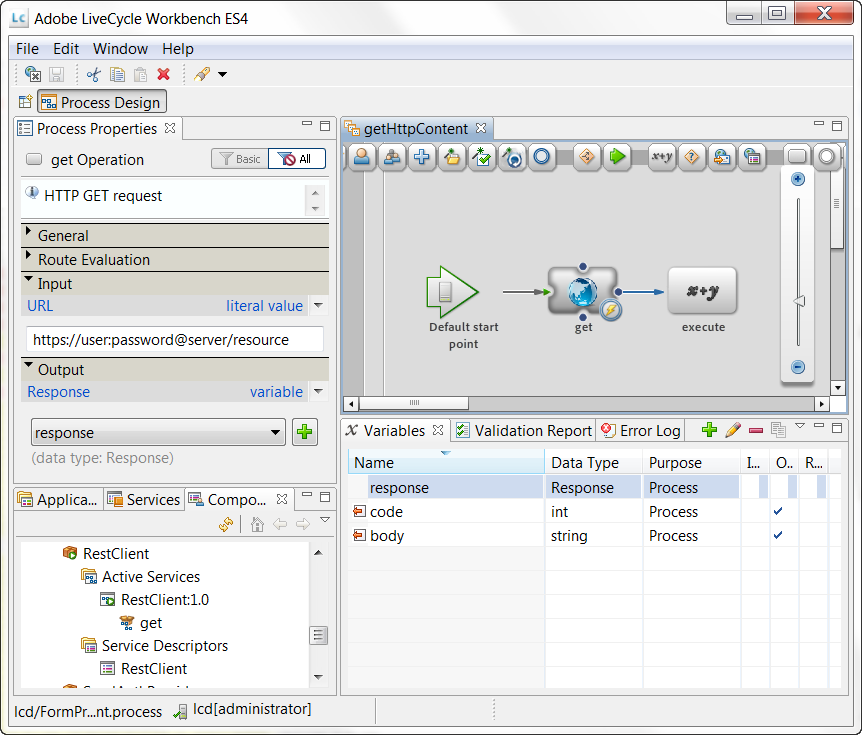 LC Adobe LiveCycle Workbench ES4
File Edit Window Help
Process Design
Process Properties
get Operation Basic All
HTTP GET request
General
Route Evaluation
Input
URL literal value
https://user:password@server/resource
Output
Response variable
response
(data type: Response)
getHttpContent
x+y
Default start
point
get
x+y
execute
Applica... Services Compo...
RestClient
Active Services
RestClient:1.0
get
Service Descriptors
RestClient
x Variables Validation Report Error Log
Name Data Type Purpose I... O.. R...
response Response Process
code int Process
body string Process
lcd/FormPr...nt.process lcd[administrator]